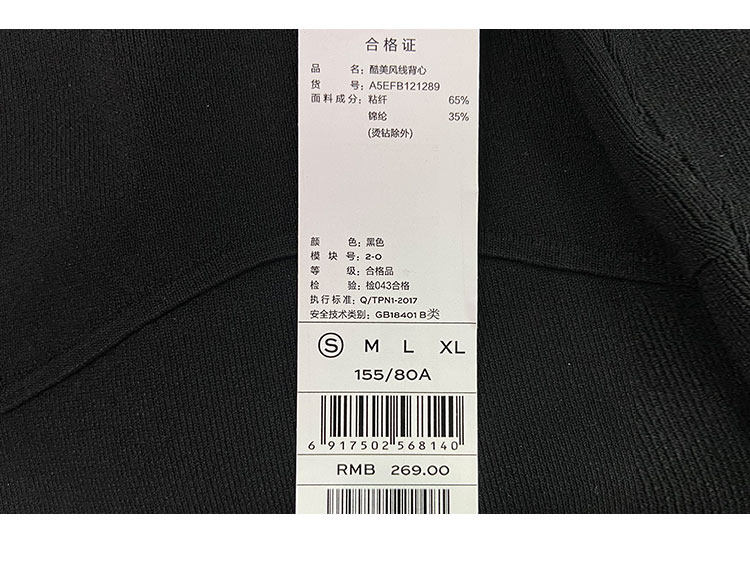 合格证
品 名: 酷美风线背心
货 号: A5EFB121289
面料成分: 粘纤 65%
锦纶 35%
(烫钻除外)
颜 色: 黑色
模 块 号: 2-0
等 级: 合格品
检 验: 检043合格
执行标准: Q/TPN1-2017
安全技术类别: GB18401 B类
S M L XL
155/80A
6 917502 568140
RMB 269.00